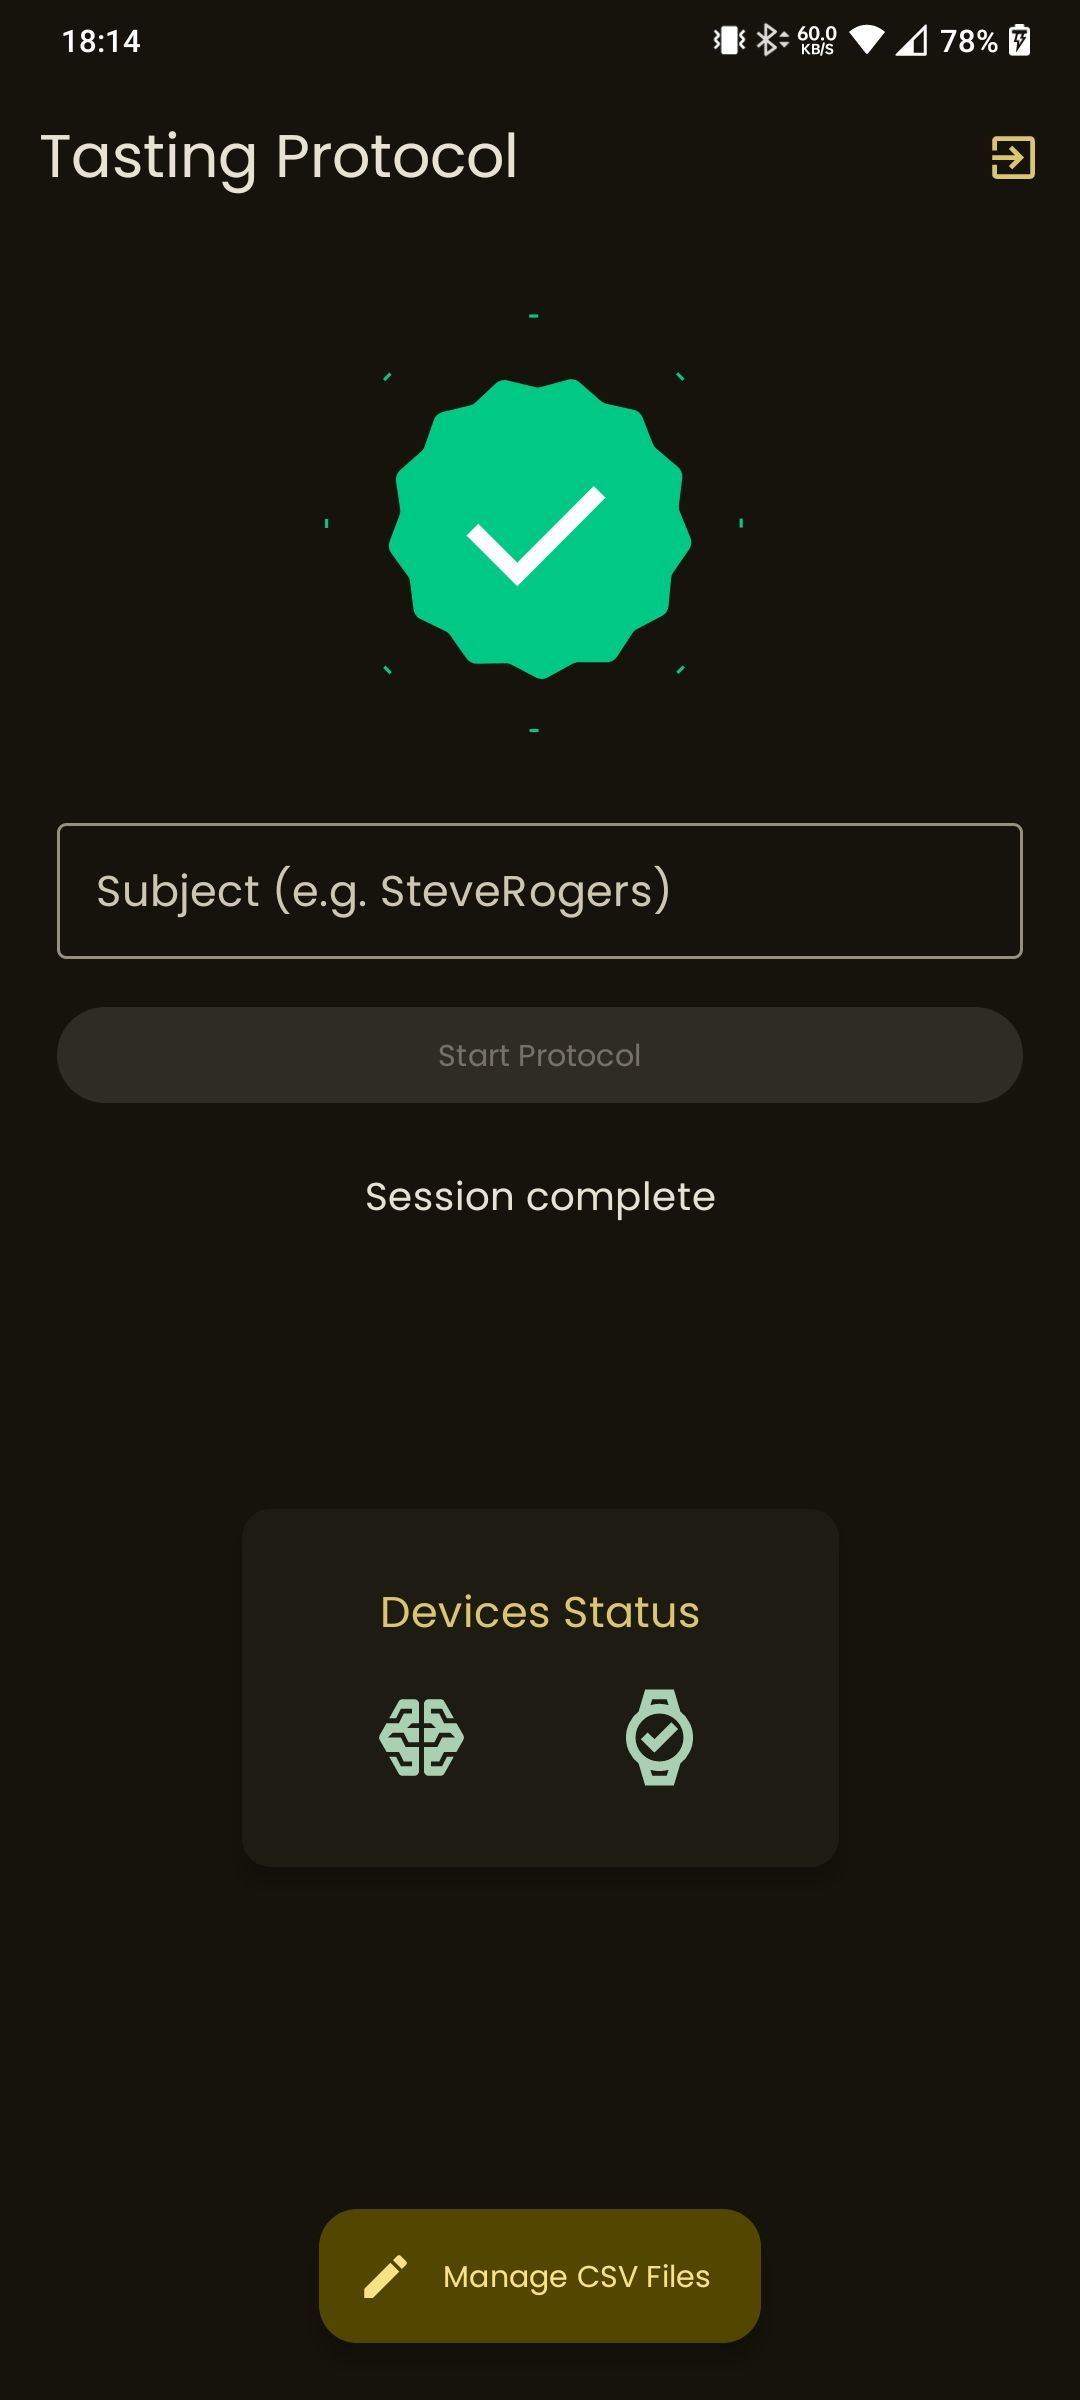 18:14
60.0
KB/S
78%
Tasting Protocol
Subject (e.g. SteveRogers)
Start Protocol
Session complete
Devices Status
Manage CSV Files